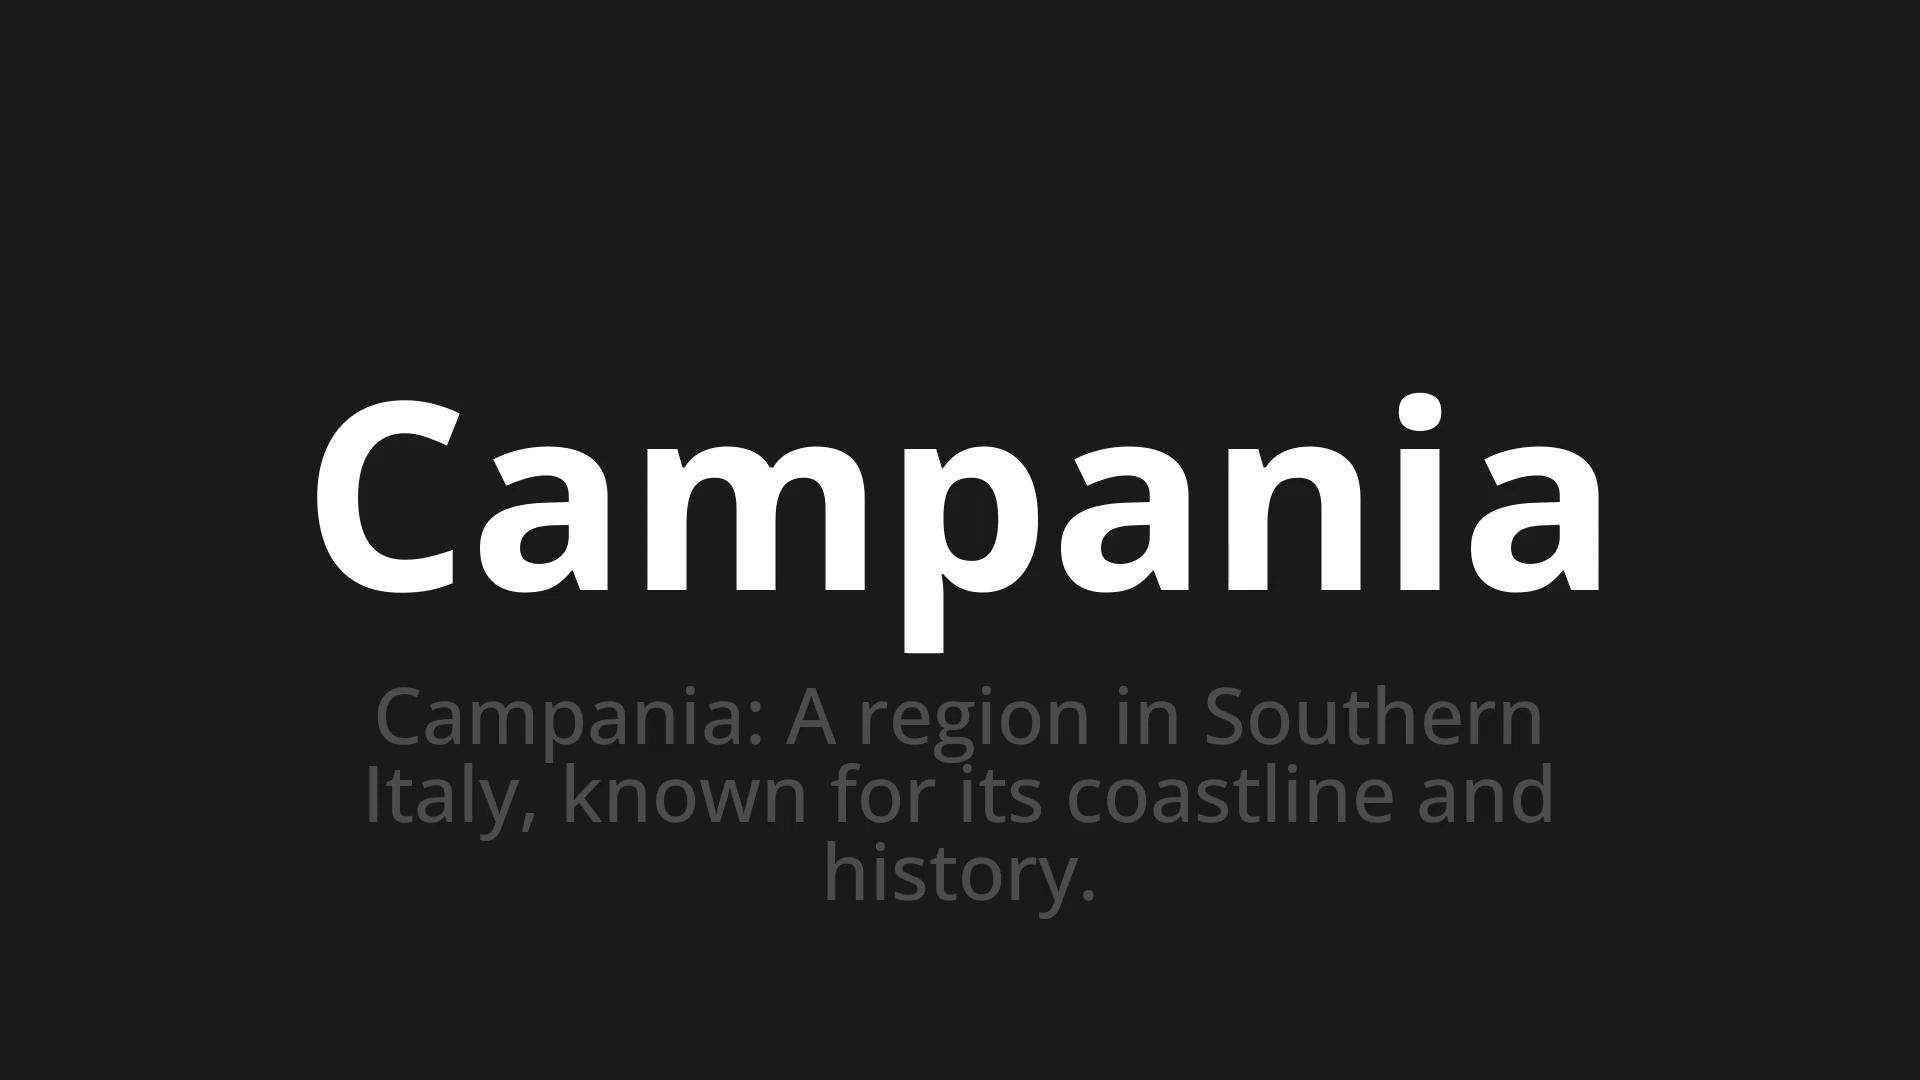 Campania
Campania: A region in Southern
Italy, known for its coastline and
history.